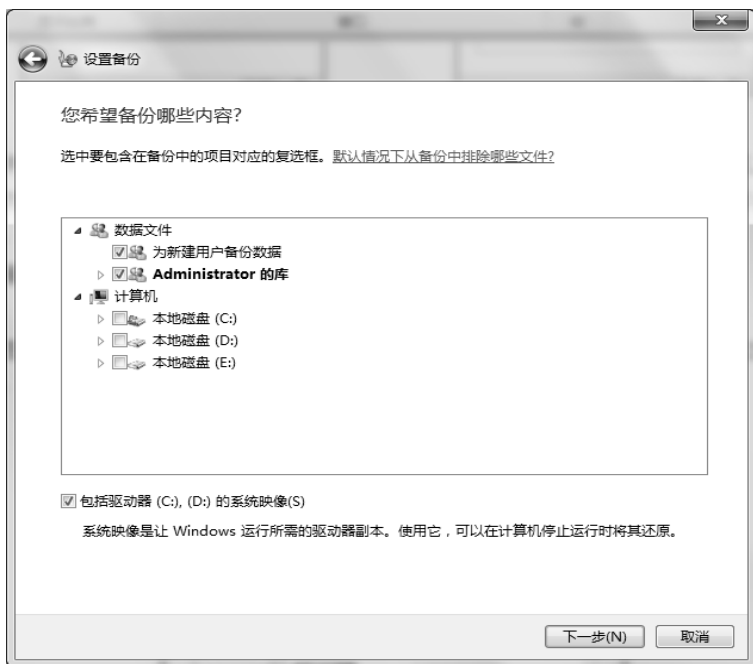 设置备份
您希望备份哪些内容?
选中要包含在备份中的项目对应的复选框。默认情况下从备份中排除哪些文件?
数据文件
为新建用户备份数据
Administrator 的库
计算机
本地磁盘 (C:)
本地磁盘 (D:)
本地磁盘 (E:)
包括驱动器 (C:), (D:) 的系统映像(S)
系统映像是让 Windows 运行所需的驱动器副本。使用它，可以在计算机停止运行时将其还原。
下一步(N) 取消